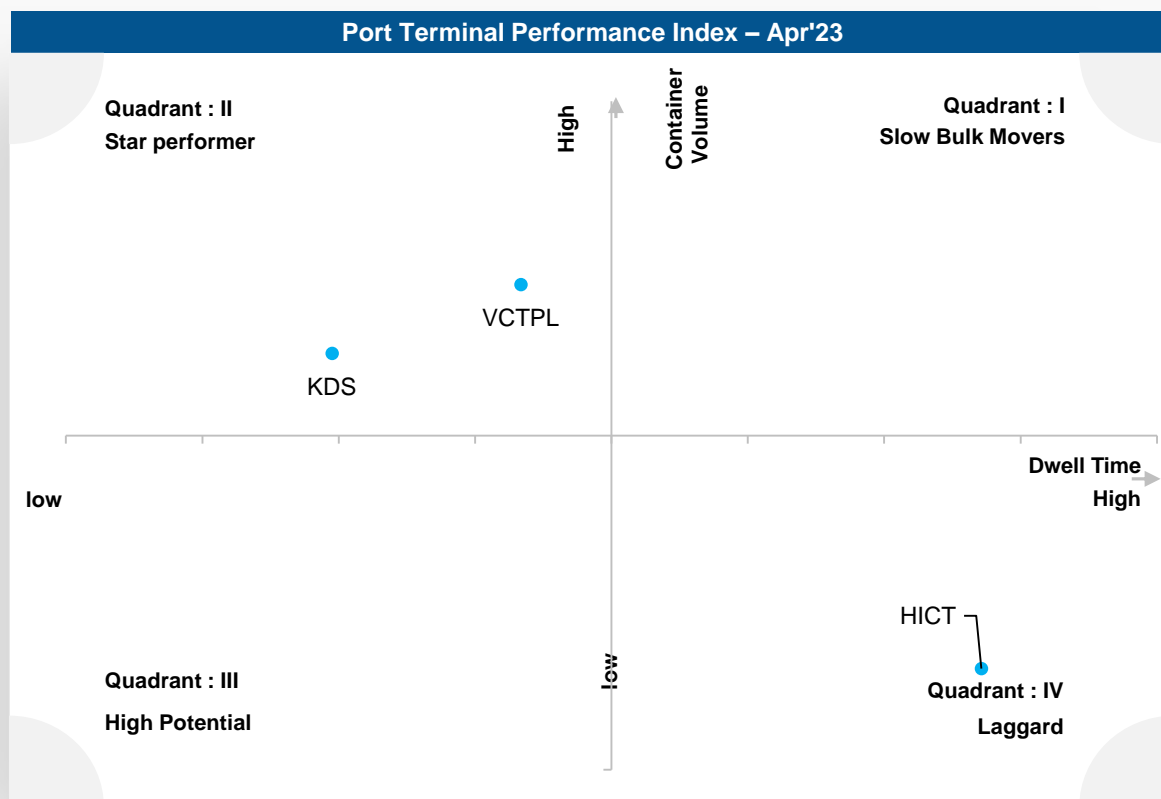 Port Terminal Performance Index – Apr'23
Quadrant : II
Star performer
High
Container
Volume
Quadrant : I
Slow Bulk Movers
VCTPL
KDS
Dwell Time
High
low
HICT
low
Quadrant : III
High Potential
Quadrant : IV
Laggard